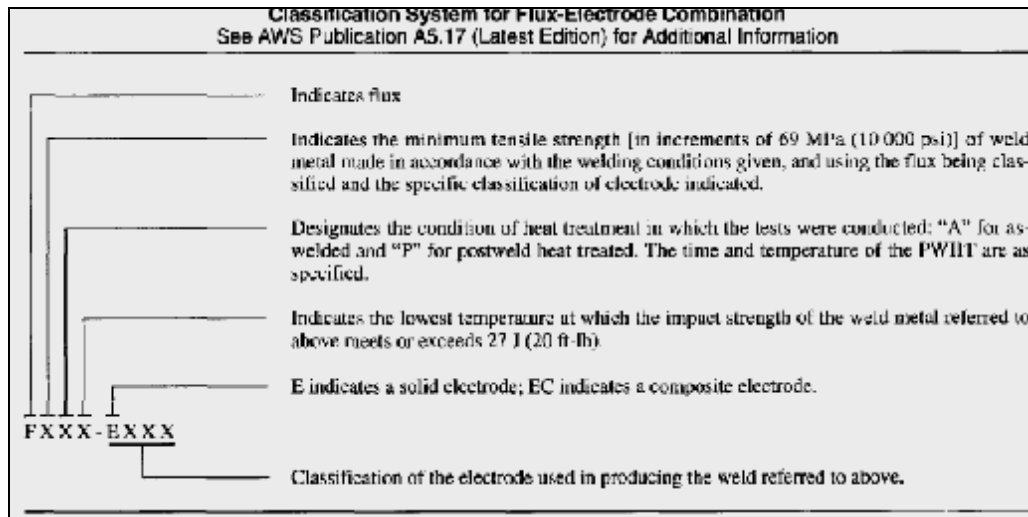 Classification System for Flux-Electrode Combination
See AWS Publication A5.17 (Latest Edition) for Additional Information
Indicates flux
Indicates the minimum tensile strength [in increments of 69 MPa (10 000 psi)] of weld
metal made in accordance with the welding conditions given, and using the flux being clas-
sified and the specific classification of electrode indicated.
Designates the condition of heat treatment in which the tests were conducted: “A” for as-
welded and “P” for postweld heat treated. The time and temperature of the PWHT are as
specified.
Indicates the lowest temperature at which the impact strength of the weld metal referred to
above meets or exceeds 27 J (20 ft-lb).
E indicates a solid electrode; EC indicates a composite electrode.
FXXX-EXXX
Classification of the electrode used in producing the weld referred to above.